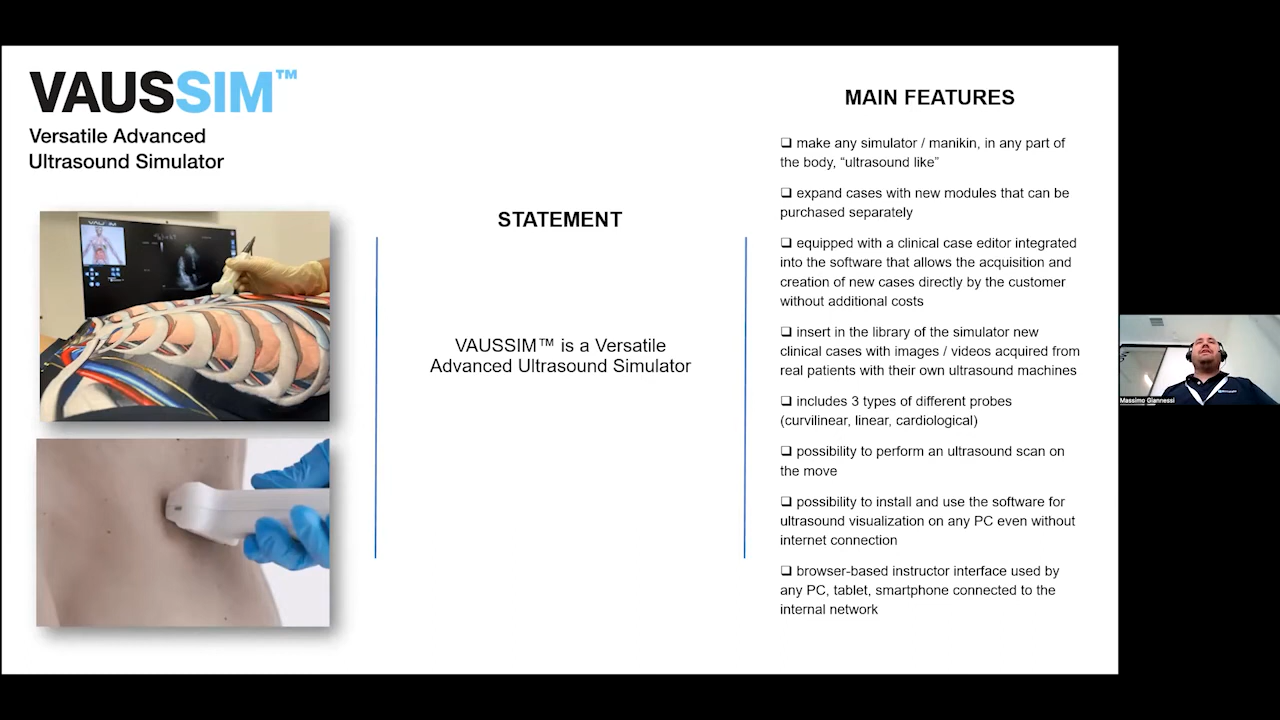 VAUSSIM™
Versatile Advanced
Ultrasound Simulator
STATEMENT
VAUSSIM™ is a Versatile
Advanced Ultrasound Simulator
MAIN FEATURES
❑ make any simulator / manikin, in any part of
the body, “ultrasound like”
❑ expand cases with new modules that can be
purchased separately
❑ equipped with a clinical case editor integrated
into the software that allows the acquisition and
creation of new cases directly by the customer
without additional costs
❑ insert in the library of the simulator new
clinical cases with images / videos acquired from
real patients with their own ultrasound machines
❑ includes 3 types of different probes
(curvilinear, linear, cardiological)
❑ possibility to perform an ultrasound scan on
the move
❑ possibility to install and use the software for
ultrasound visualization on any PC even without
internet connection
❑ browser-based instructor interface used by
any PC, tablet, smartphone connected to the
internal network
Massimo Giannessi